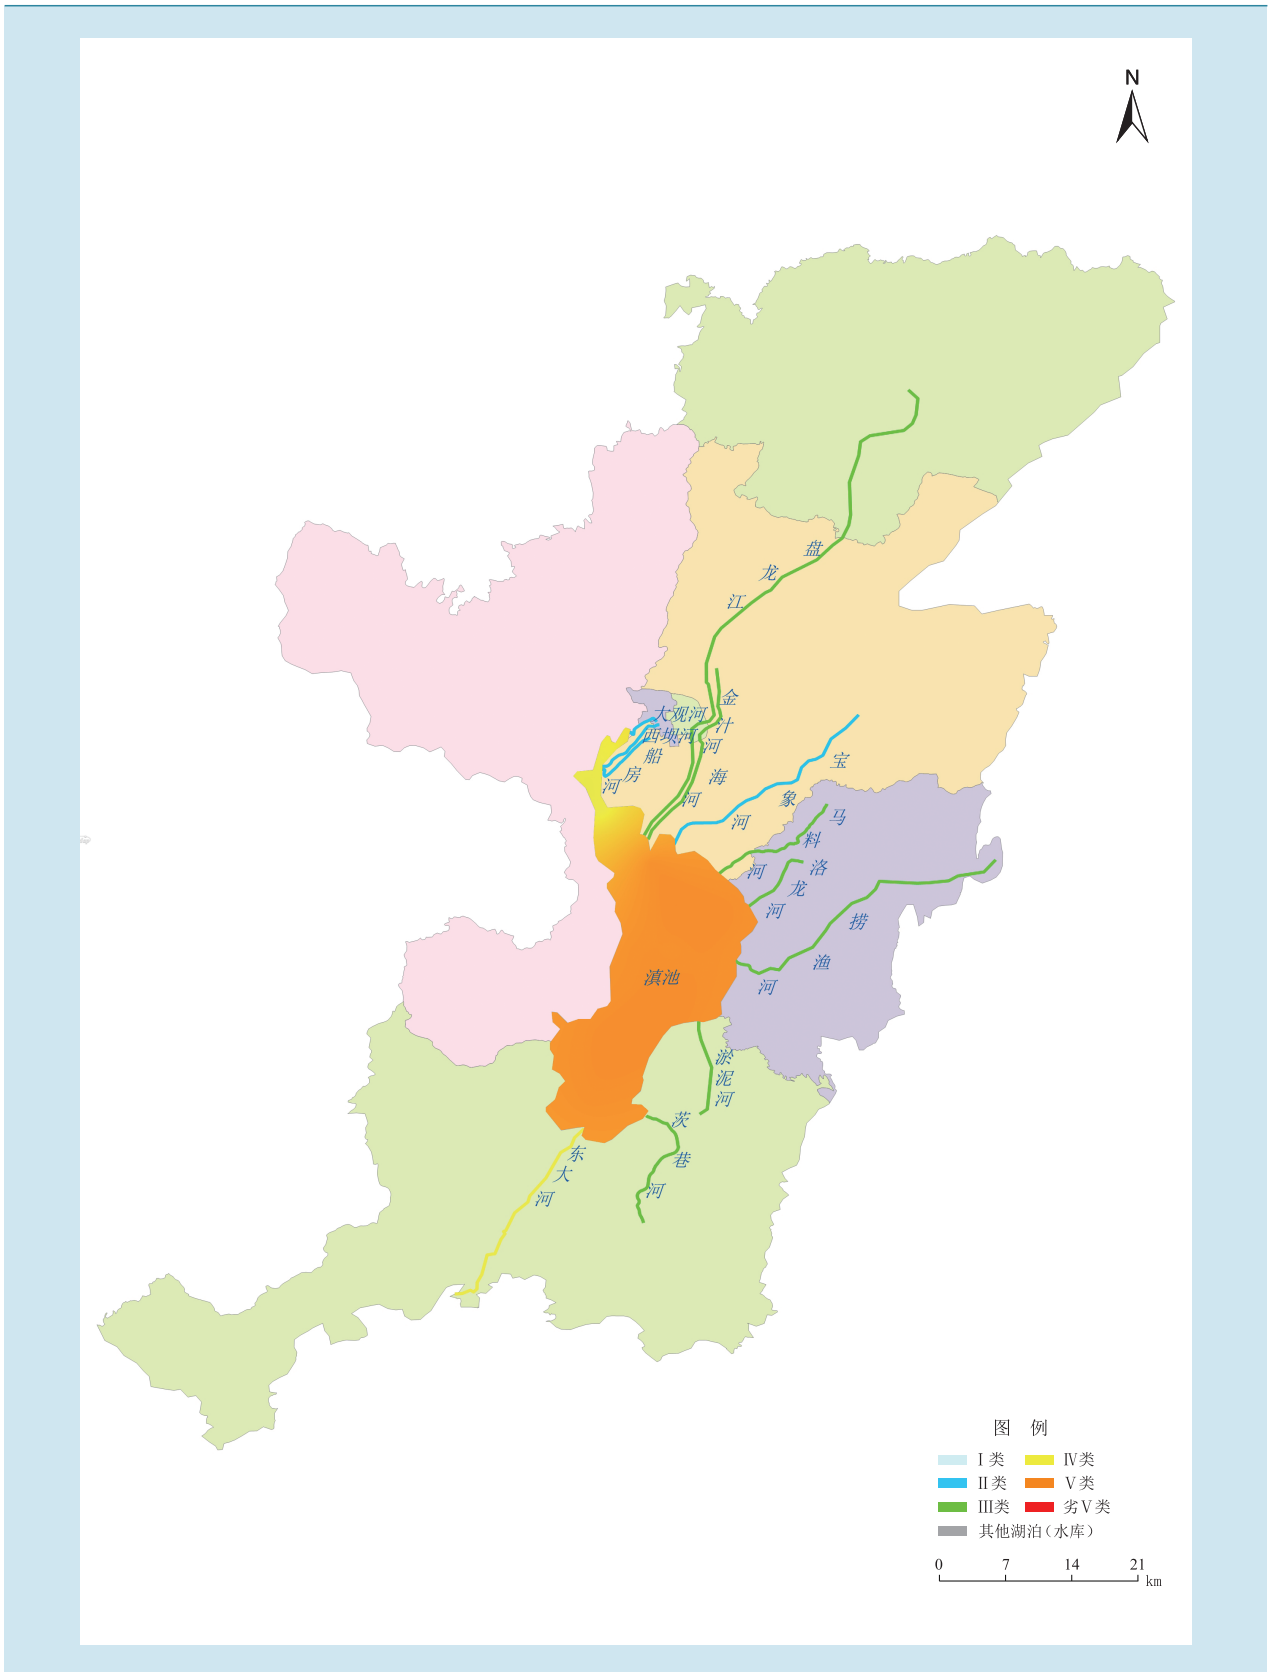 N
盘龙江
金汁河
大观河
西坝河
船房河
海河
宝象河
马料河
洛龙河
捞渔河
滇池
淤泥河
茨巷河
东大河
图 例
Ⅰ类 Ⅳ类
Ⅱ类 Ⅴ类
Ⅲ类 劣Ⅴ类
其他湖泊（水库）
0 7 14 21
km